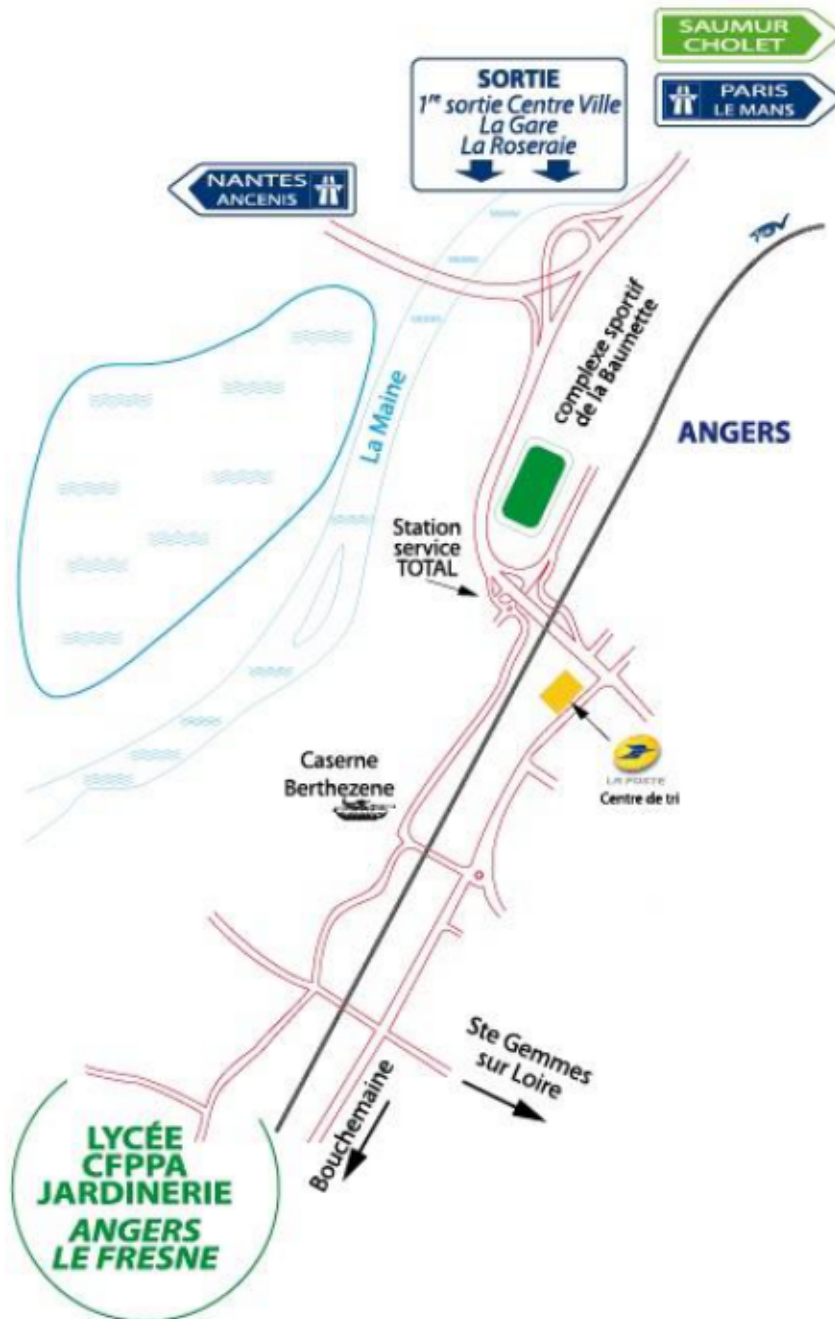 SAUMUR
CHOLET
SORTIE
1re sortie Centre Ville
La Gare
La Roseraie
PARIS
LE MANS
NANTES
ANCENIS
complexe sportif
de la Baumette
La Maine
ANGERS
Station
service
TOTAL
Caserne
Berthezene
LA POSTE
Centre de tri
Ste Gemmes
sur Loire
Bouchemaine
LYCÉE
CFPPA
JARDINERIE
ANGERS
LE FRESNE